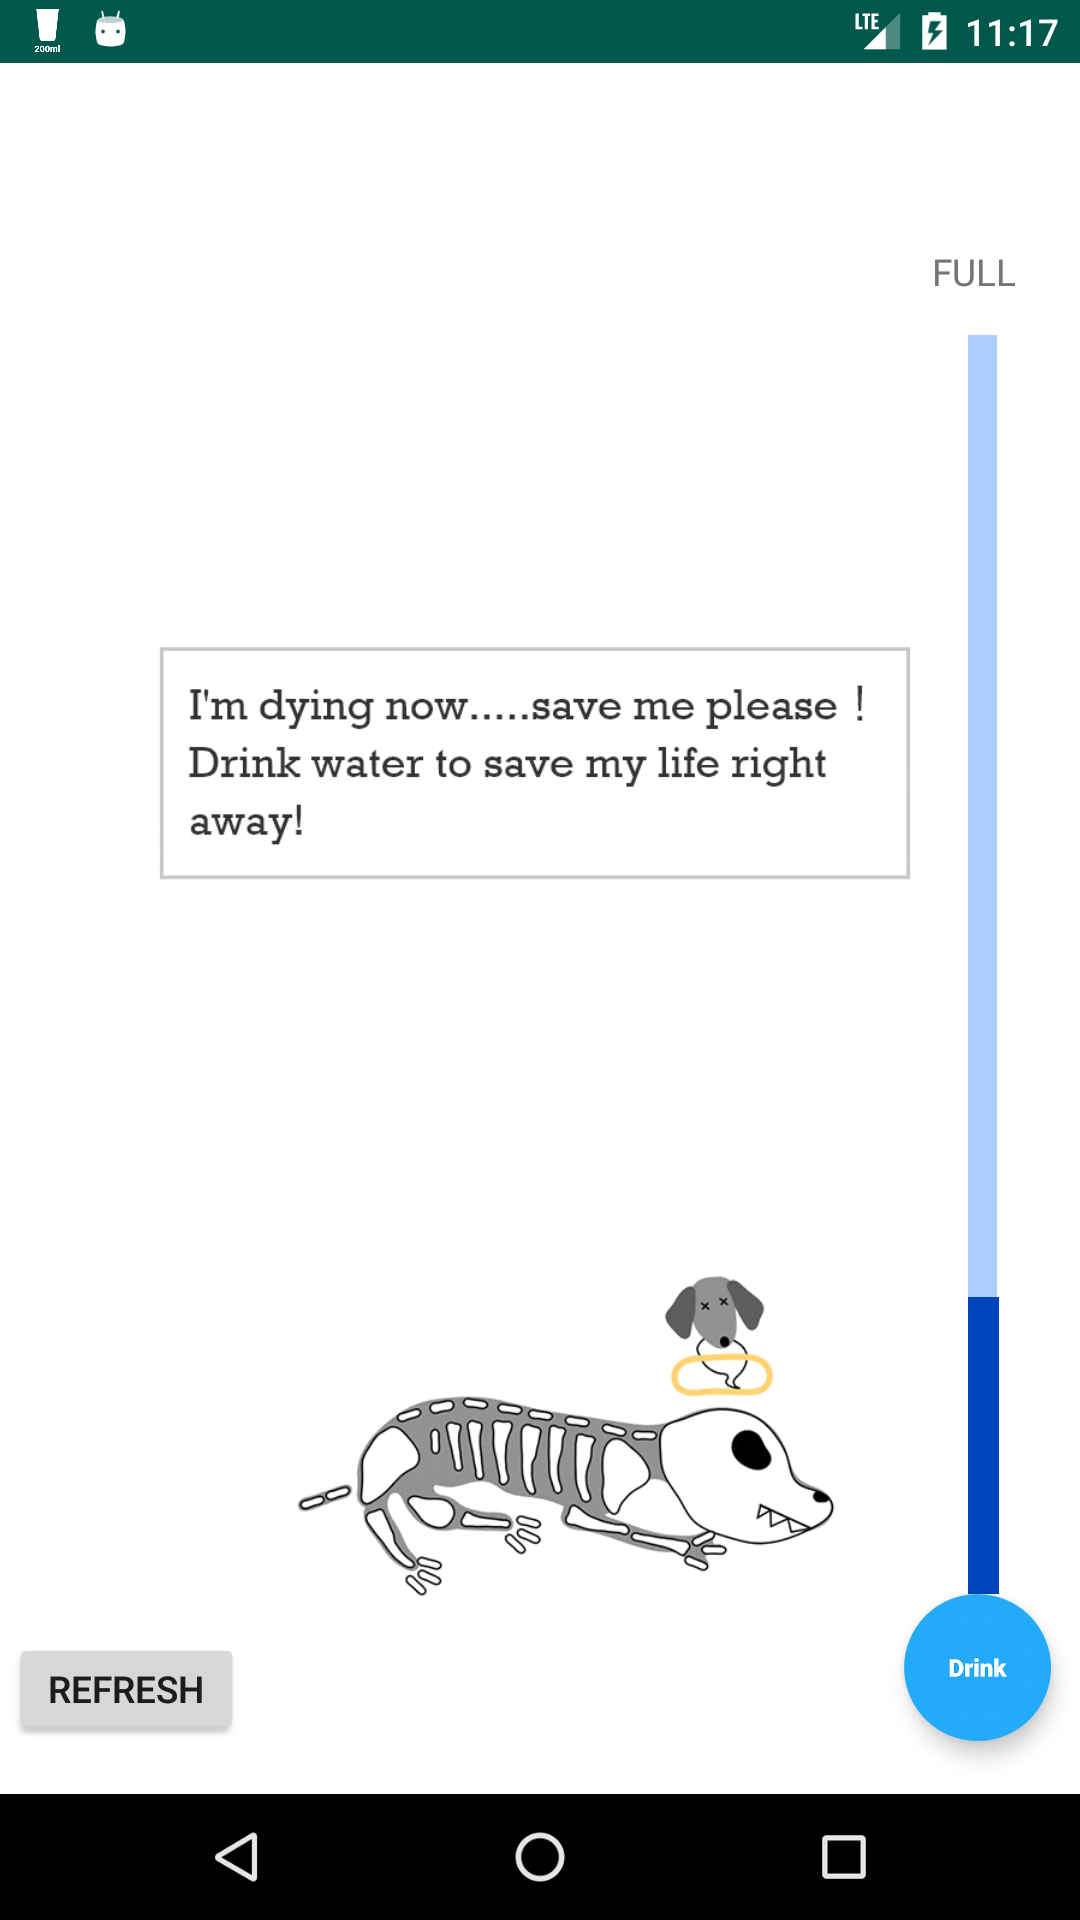 200ml
LTE
11:17
FULL
I'm dying now.....save me please !
Drink water to save my life right
away!
REFRESH
Drink